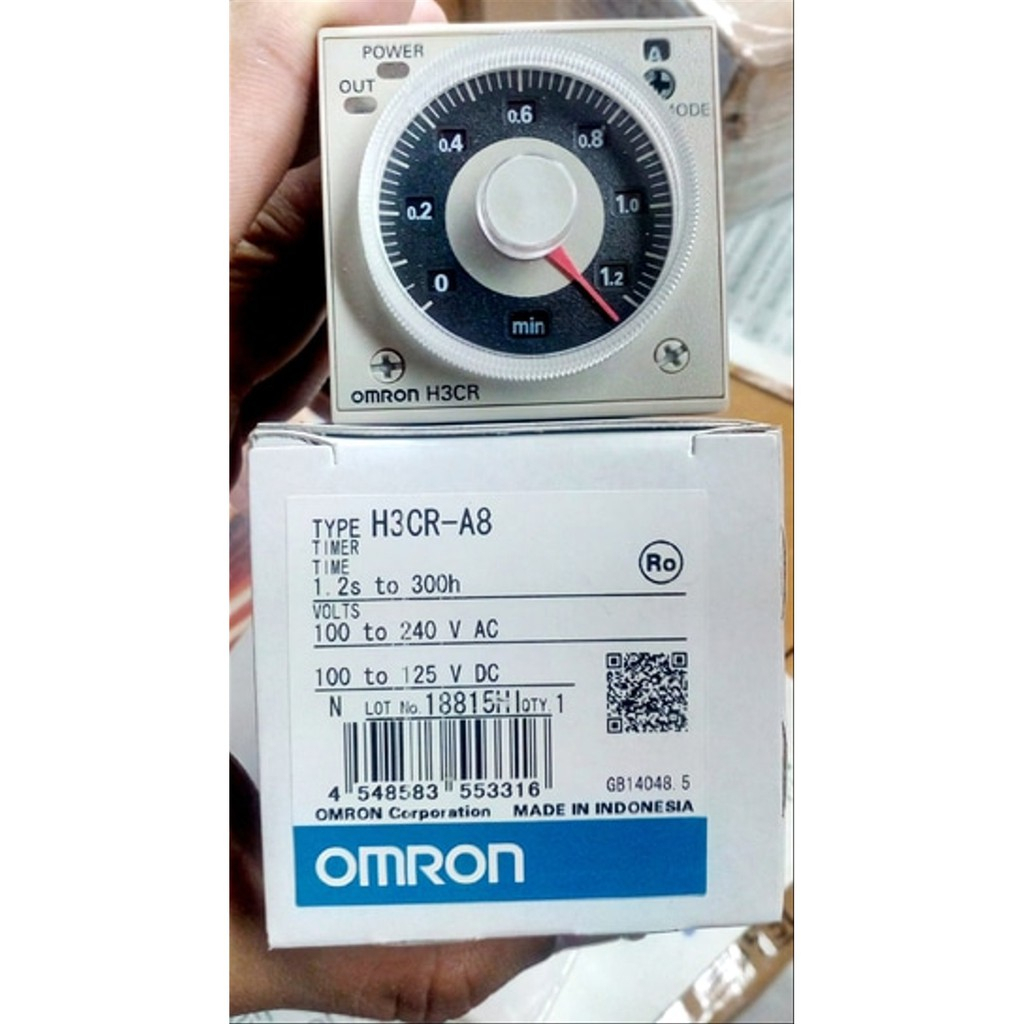 POWER
OUT
A
MODE
0.6
0.4
0.8
0.2
1.0
0
1.2
min
OMRON H3CR
TYPE H3CR-A8
TIMER
TIME
1.2s to 300h
Ro
VOLTS
100 to 240 V AC
100 to 125 V DC
N LOT No. 18815HI QTY. 1
4 548583 553316
GB14048.5
OMRON Corporation MADE IN INDONESIA
OMRON